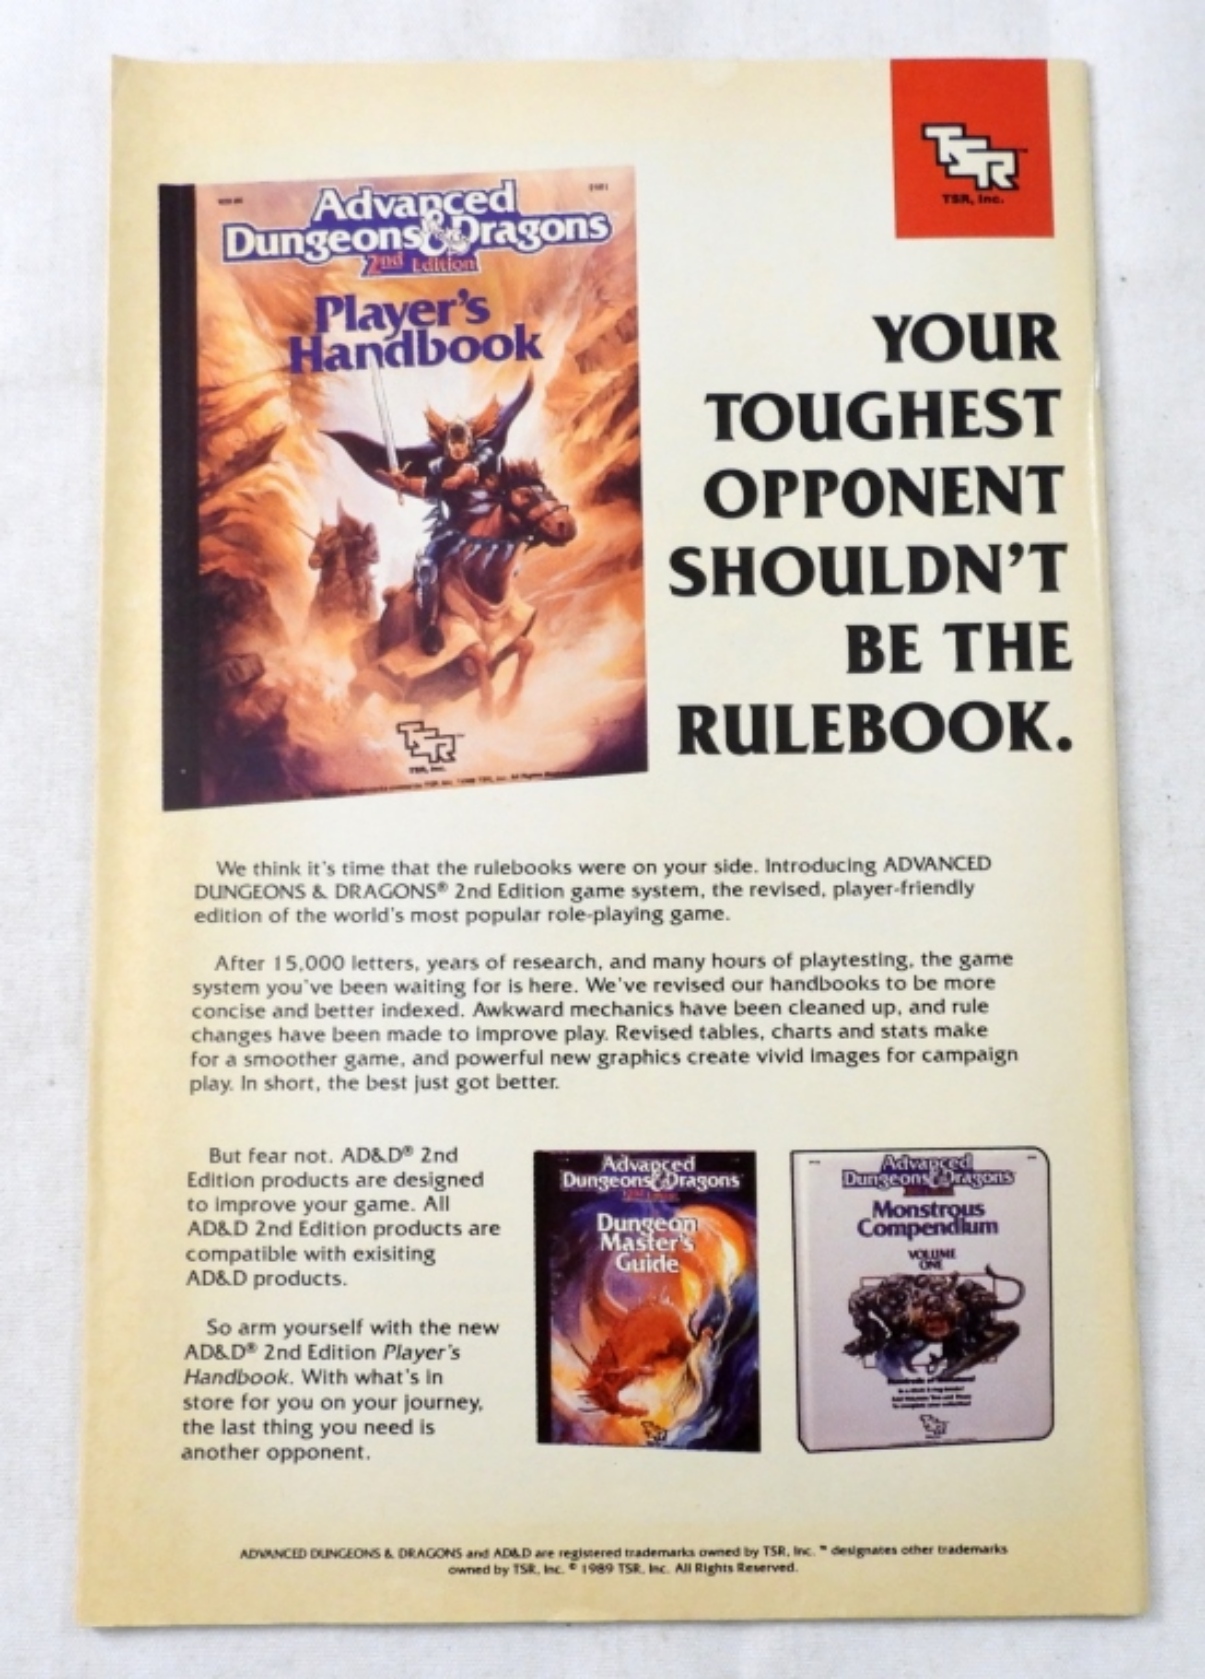 TSR
TSR, Inc.
Advanced
Dungeons & Dragons
2nd Edition
Player's
Handbook
TSR
TSR, Inc.
YOUR
TOUGHEST
OPPONENT
SHOULDN'T
BE THE
RULEBOOK.
We think it's time that the rulebooks were on your side. Introducing ADVANCED
DUNGEONS & DRAGONS® 2nd Edition game system, the revised, player-friendly
edition of the world's most popular role-playing game.
After 15,000 letters, years of research, and many hours of playtesting, the game
system you've been waiting for is here. We've revised our handbooks to be more
concise and better indexed. Awkward mechanics have been cleaned up, and rule
changes have been made to improve play. Revised tables, charts and stats make
for a smoother game, and powerful new graphics create vivid images for campaign
play. In short, the best just got better.
But fear not. AD&D® 2nd
Edition products are designed
to improve your game. All
AD&D 2nd Edition products are
compatible with exisiting
AD&D products.
So arm yourself with the new
AD&D® 2nd Edition Player's
Handbook. With what's in
store for you on your journey,
the last thing you need is
another opponent.
Advanced
Dungeons & Dragons
2nd Edition
Dungeon
Master's
Guide
TSR
Advanced
Dungeons & Dragons
Monstrous
Compendium
VOLUME
ONE
TSR
ADVANCED DUNGEONS & DRAGONS and AD&D are registered trademarks owned by TSR, Inc. ™ designates other trademarks
owned by TSR, Inc. © 1989 TSR, Inc. All Rights Reserved.